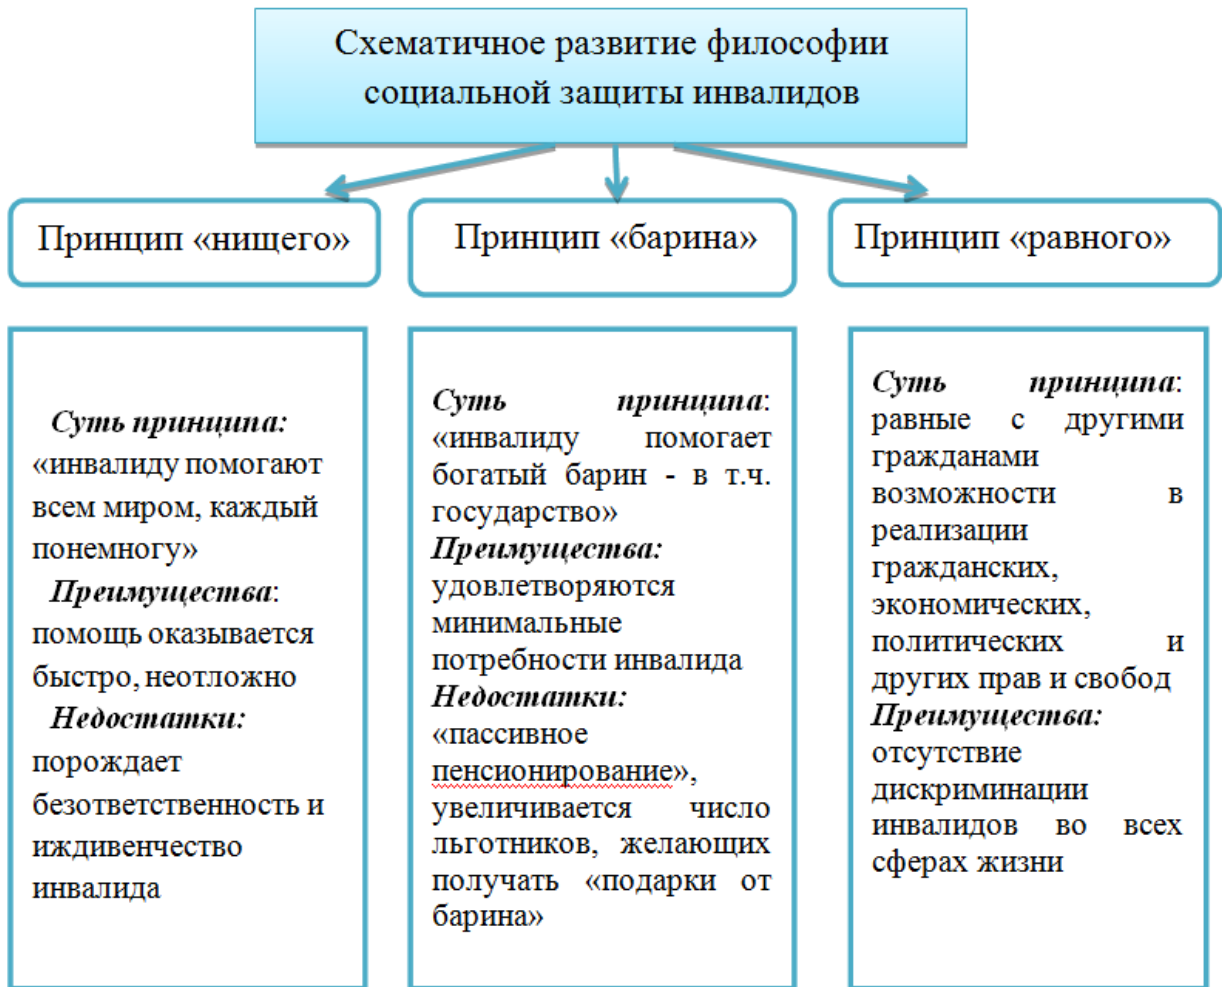 Схематичное развитие философии
социальной защиты инвалидов
Принцип «нищего»
Принцип «барина»
Принцип «равного»
Суть принципа:
«инвалиду помогают
всем миром, каждый
понемногу»
Преимущества:
помощь оказывается
быстро, неотложно
Недостатки:
порождает
безответственность и
иждивенчество
инвалида
Суть принципа:
«инвалиду помогает
богатый барин - в т.ч.
государство»
Преимущества:
удовлетворяются
минимальные
потребности инвалида
Недостатки:
«пассивное
пенсионирование»,
увеличивается число
льготников, желающих
получать «подарки от
барина»
Суть принципа:
равные с другими
гражданами
возможности в
реализации
гражданских,
экономических,
политических и
других прав и свобод
Преимущества:
отсутствие
дискриминации
инвалидов во всех
сферах жизни